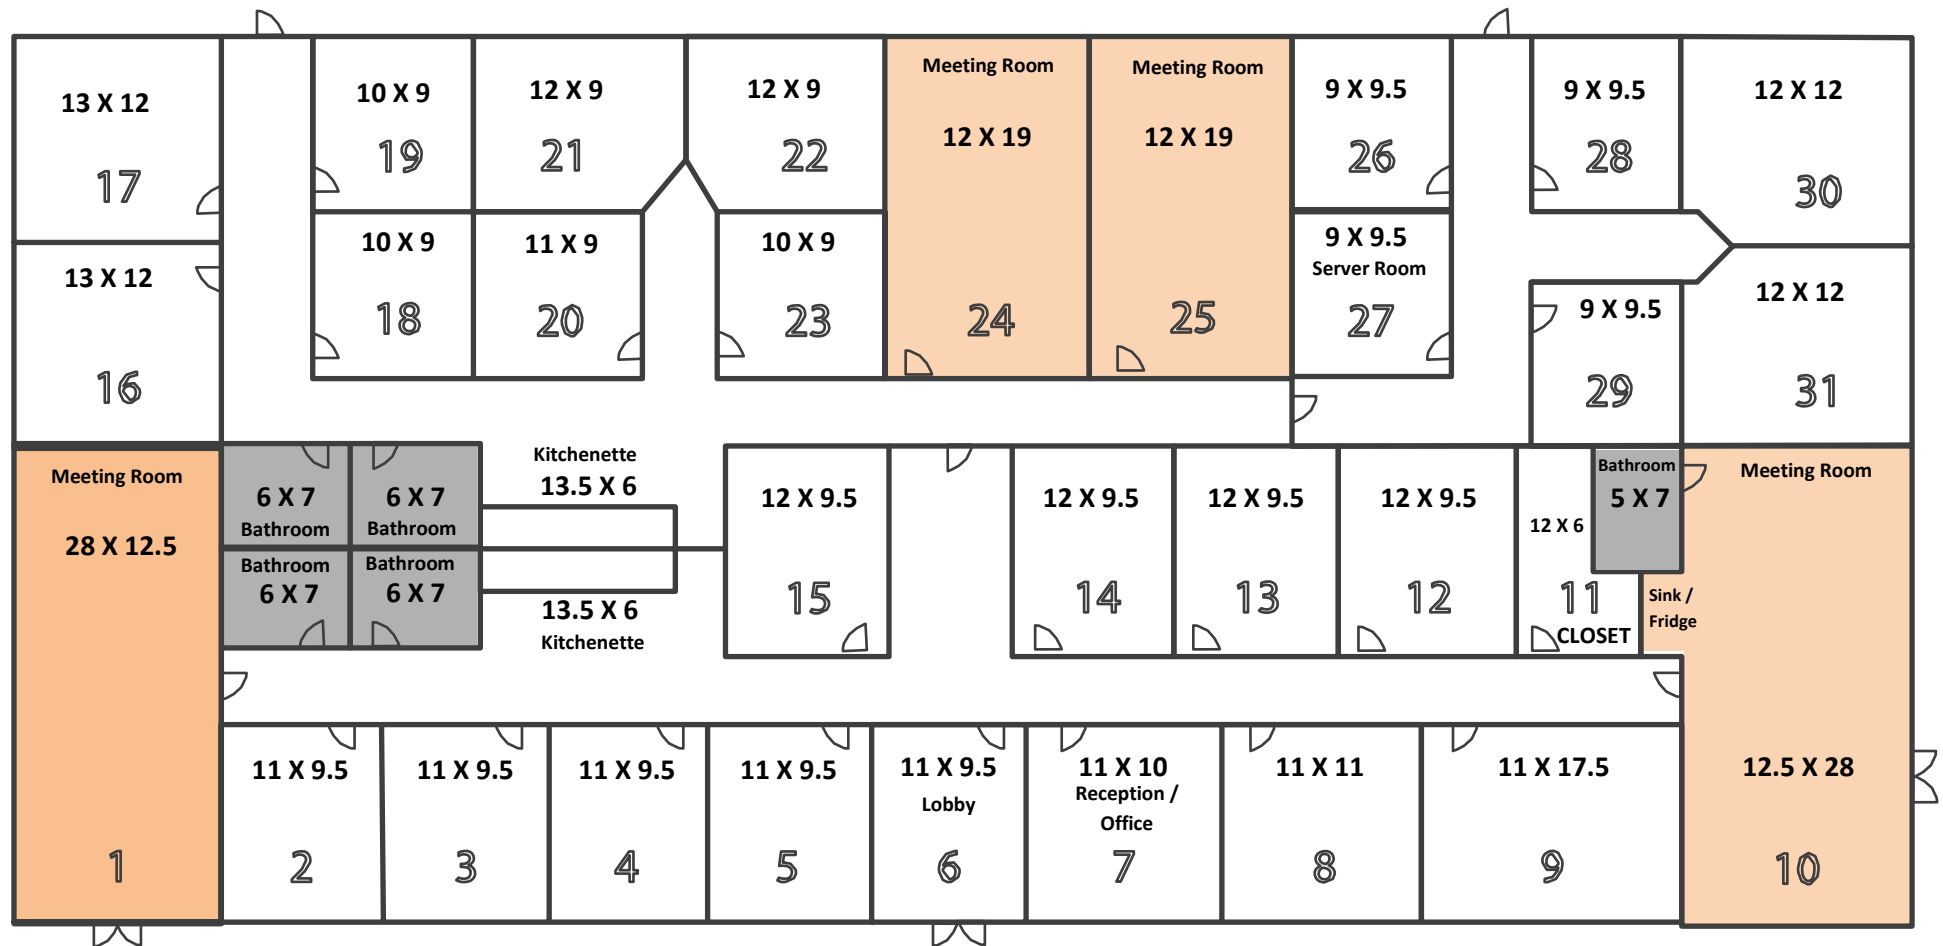 13 X 12
17
10 X 9
19
12 X 9
21
12 X 9
22
Meeting Room
12 X 19
24
Meeting Room
12 X 19
25
9 X 9.5
26
9 X 9.5
28
12 X 12
30
13 X 12
16
10 X 9
18
11 X 9
20
10 X 9
23
9 X 9.5
Server Room
27
9 X 9.5
29
12 X 12
31
Meeting Room
28 X 12.5
1
6 X 7
Bathroom
6 X 7
Bathroom
Bathroom
6 X 7
Bathroom
6 X 7
Kitchenette
13.5 X 6
13.5 X 6
Kitchenette
12 X 9.5
15
12 X 9.5
14
12 X 9.5
13
12 X 9.5
12
12 X 6
11
CLOSET
Bathroom
5 X 7
Sink /
Fridge
Meeting Room
12.5 X 28
10
11 X 9.5
2
11 X 9.5
3
11 X 9.5
4
11 X 9.5
5
11 X 9.5
Lobby
6
11 X 10
Reception /
Office
7
11 X 11
8
11 X 17.5
9